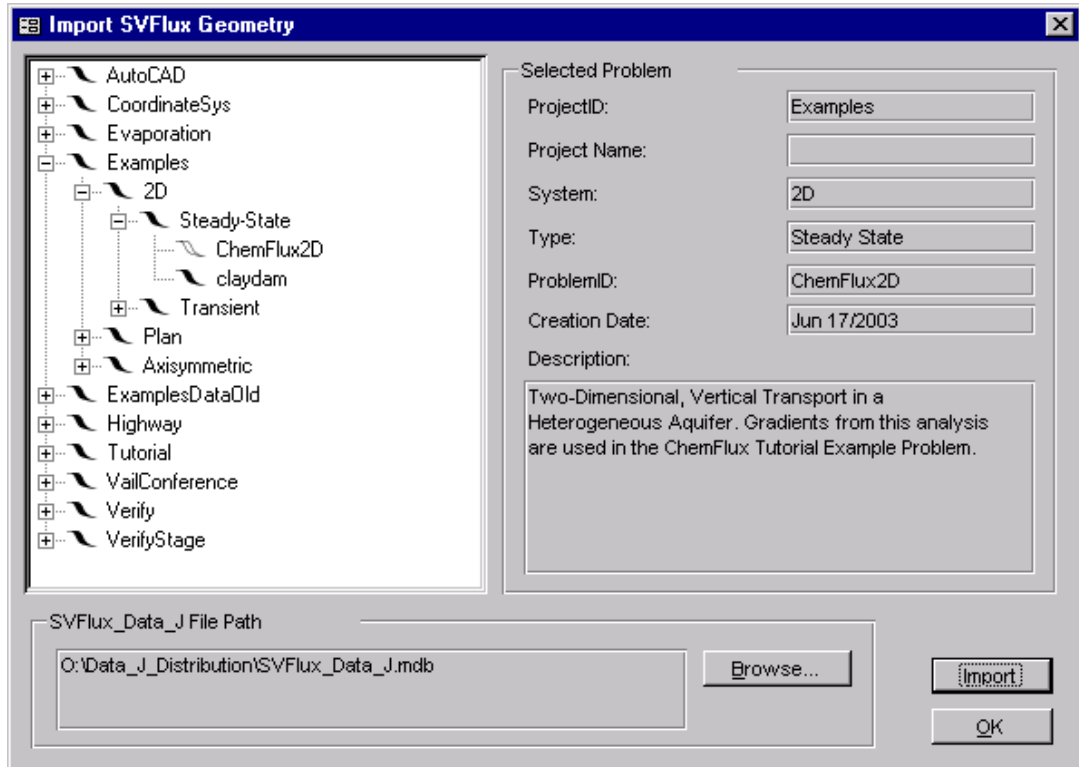 Import SVFlux Geometry
AutoCAD
CoordinateSys
Evaporation
Examples
2D
Steady-State
ChemFlux2D
claydam
Transient
Plan
Axisymmetric
ExamplesDataOld
Highway
Tutorial
VailConference
Verify
VerifyStage
Selected Problem
ProjectID: Examples
Project Name:
System: 2D
Type: Steady State
ProblemID: ChemFlux2D
Creation Date: Jun 17/2003
Description:
Two-Dimensional, Vertical Transport in a
Heterogeneous Aquifer. Gradients from this analysis
are used in the ChemFlux Tutorial Example Problem.
SVFlux_Data_J File Path
O:\Data_J_Distribution\SVFlux_Data_J.mdb
Browse...
Import
OK